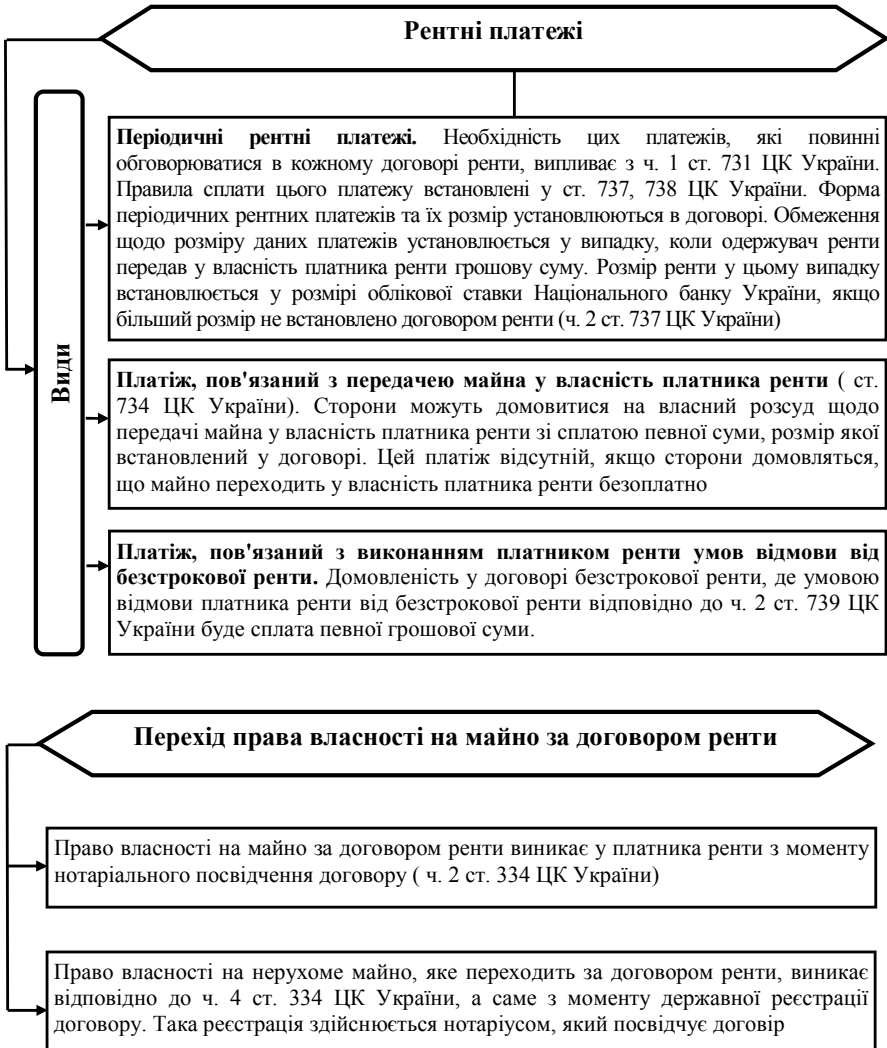 Рентні платежі
Види
Періодичні рентні платежі. Необхідність цих платежів, які повинні
обговорюватися в кожному договорі ренти, випливає з ч. 1 ст. 731 ЦК України.
Правила сплати цього платежу встановлені у ст. 737, 738 ЦК України. Форма
періодичних рентних платежів та їх розмір установлюються в договорі. Обмеження
щодо розміру даних платежів установлюється у випадку, коли одержувач ренти
передав у власність платника ренти грошову суму. Розмір ренти у цьому випадку
встановлюється у розмірі облікової ставки Національного банку України, якщо
більший розмір не встановлено договором ренти (ч. 2 ст. 737 ЦК України)
Платіж, пов'язаний з передачею майна у власність платника ренти ( ст.
734 ЦК України). Сторони можуть домовитися на власний розсуд щодо
передачі майна у власність платника ренти зі сплатою певної суми, розмір якої
встановлений у договорі. Цей платіж відсутній, якщо сторони домовляться,
що майно переходить у власність платника ренти безоплатно
Платіж, пов'язаний з виконанням платником ренти умов відмови від
безстрокової ренти. Домовленість у договорі безстрокової ренти, де умовою
відмови платника ренти від безстрокової ренти відповідно до ч. 2 ст. 739 ЦК
України буде сплата певної грошової суми.
Перехід права власності на майно за договором ренти
Право власності на майно за договором ренти виникає у платника ренти з моменту
нотаріального посвідчення договору ( ч. 2 ст. 334 ЦК України)
Право власності на нерухоме майно, яке переходить за договором ренти, виникає
відповідно до ч. 4 ст. 334 ЦК України, а саме з моменту державної реєстрації
договору. Така реєстрація здійснюється нотаріусом, який посвідчує договір